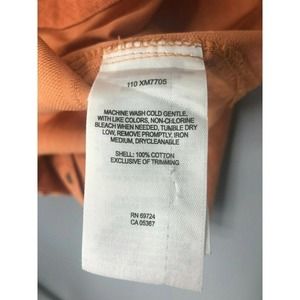 110 XM7705
MACHINE WASH COLD GENTLE,
WITH LIKE COLORS, NON-CHLORINE
BLEACH WHEN NEEDED, TUMBLE DRY
LOW, REMOVE PROMPTLY, IRON
MEDIUM, DRYCLEANABLE
SHELL: 100% COTTON
EXCLUSIVE OF TRIMMING
RN 69724
CA 05367